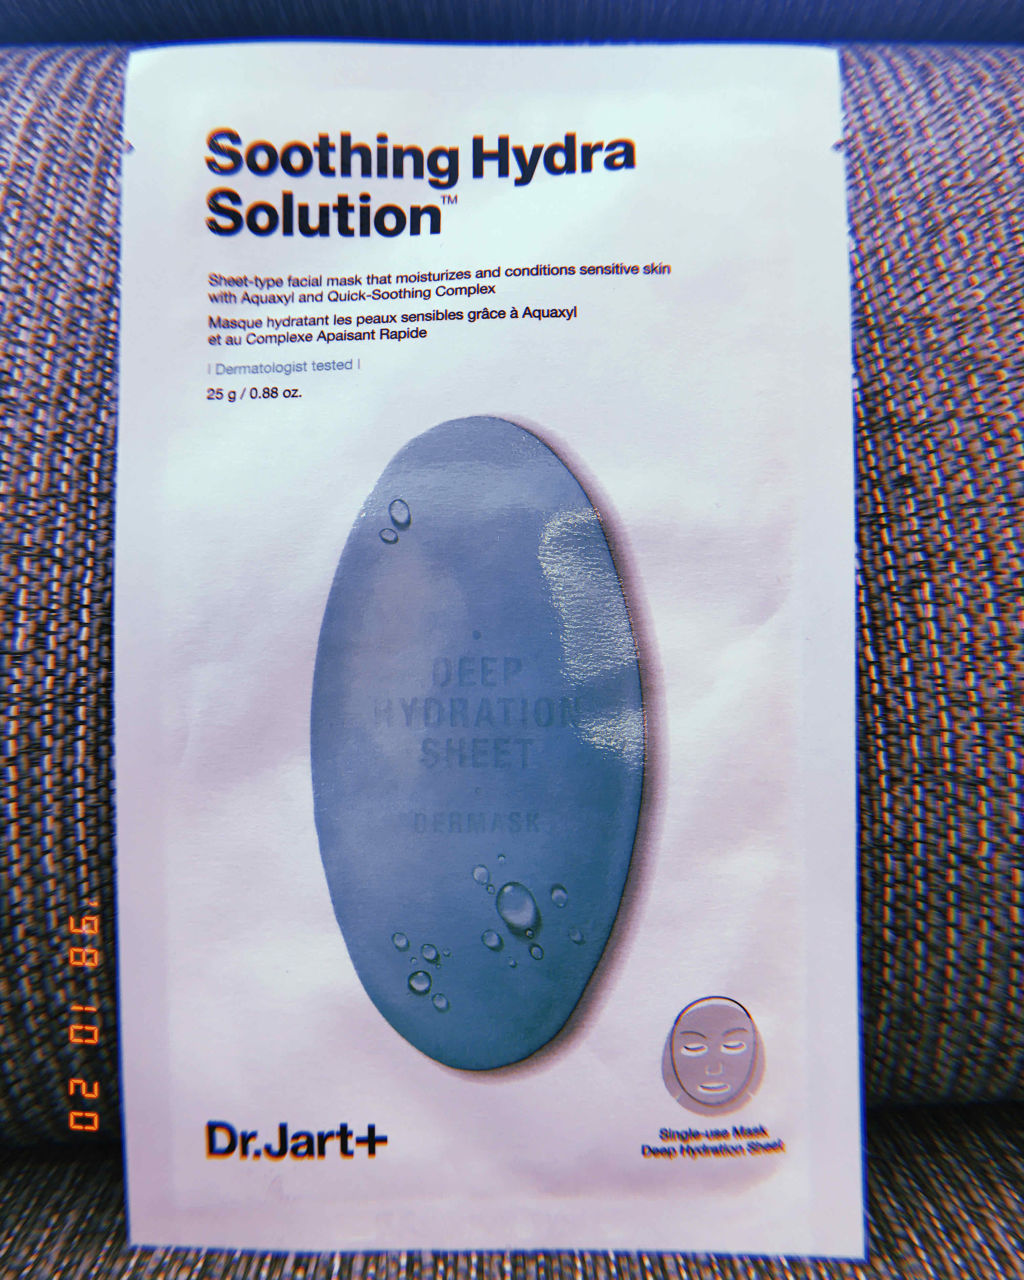 Soothing Hydra
Solution™
Sheet-type facial mask that moisturizes and conditions sensitive skin
with Aquaxyl and Quick-Soothing Complex
Masque hydratant les peaux sensibles grâce à Aquaxyl
et au Complexe Apaisant Rapide
| Dermatologist tested |
25 g / 0.88 oz.
DEEP
HYDRATION
SHEET
DERMASK
Dr.Jart+
Single-use Mask
Deep Hydration Sheet
'98 10 20